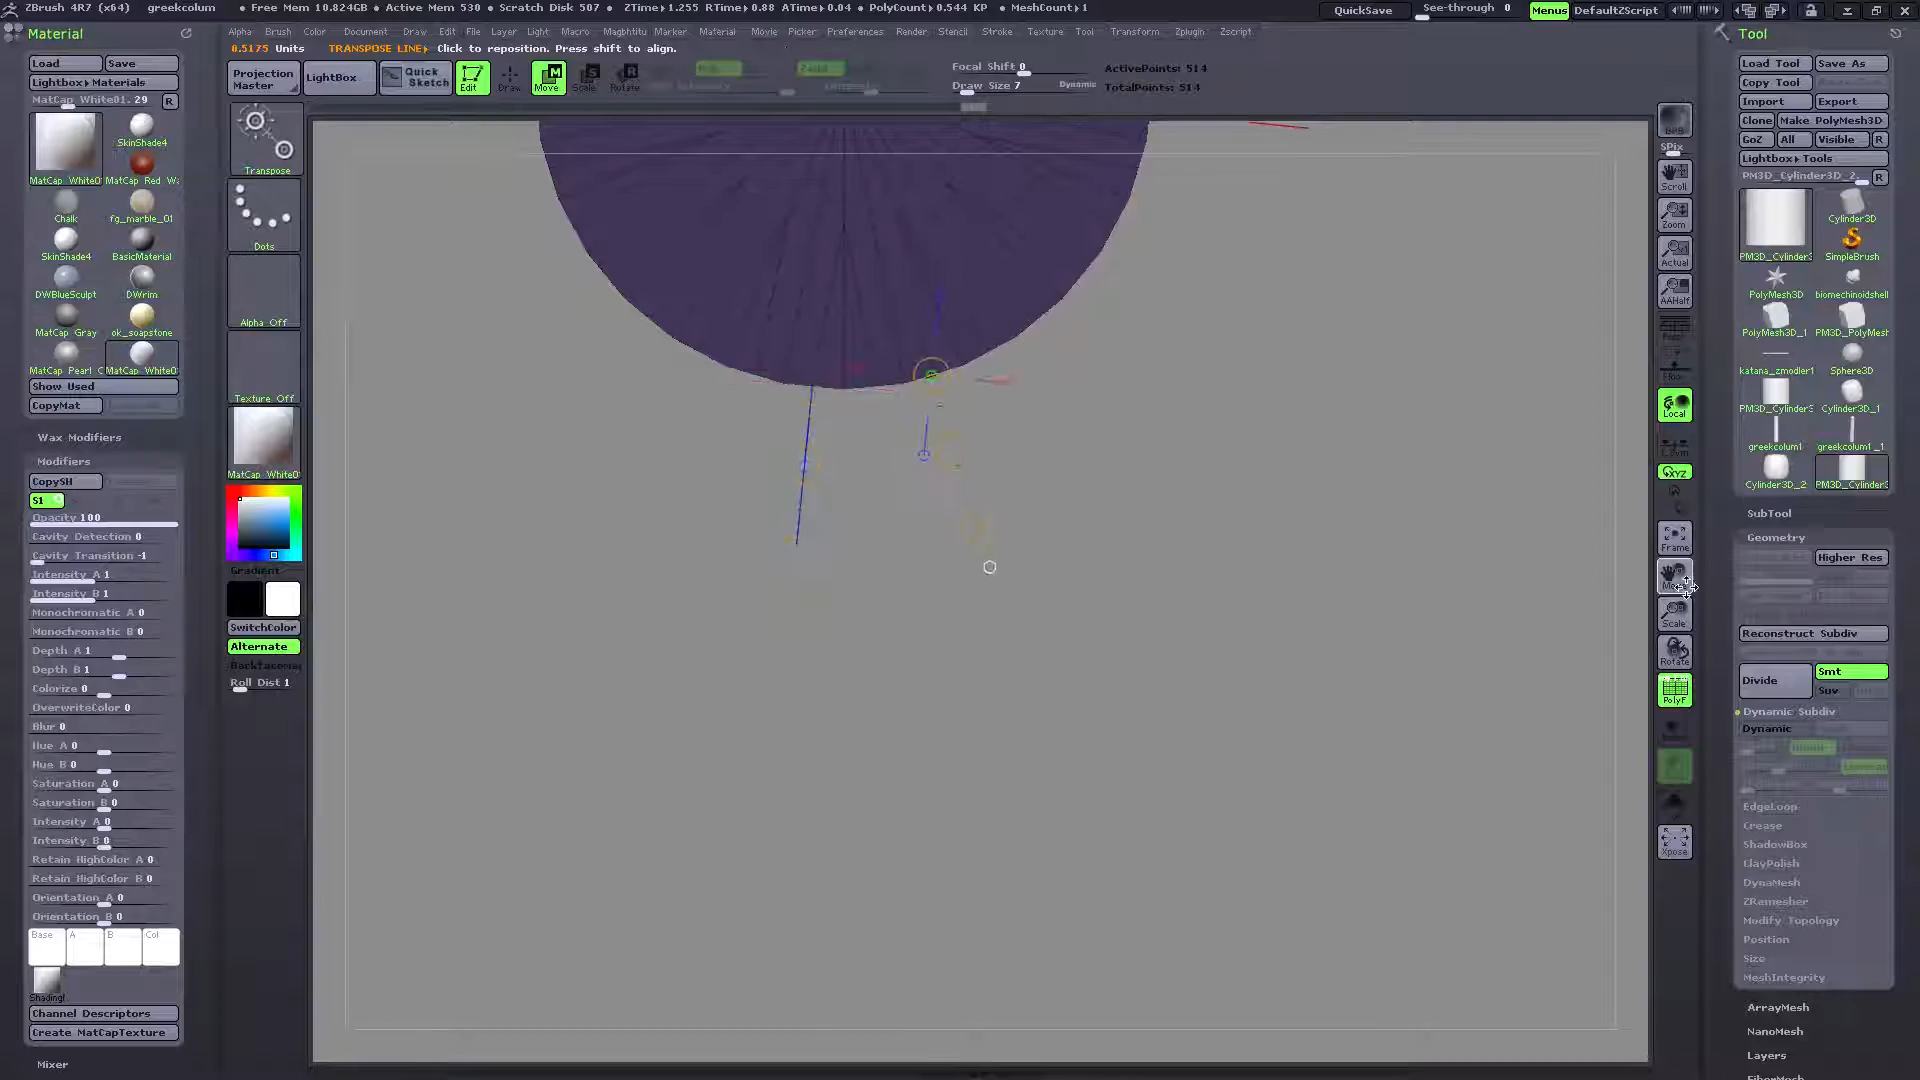 ZBrush 4R7 (x64) greekcolum • Free Mem 10.824GB • Active Mem 530 • Scratch Disk 507 • ZTime▸1.255 RTime▸0.88 ATime▸0.04 • PolyCount▸0.544 KP • MeshCount▸1 QuickSave See-through 0 Menus DefaultZScript
Material
Alpha Brush Color Document Draw Edit File Layer Light Macro Maghbitu Marker Material Movie Picker Preferences Render Stencil Stroke Texture Tool Transform Zplugin Zscript
0.5175 Units TRANSPOSE LINE▸ Click to reposition. Press shift to align.
Load Save
Lightbox▸Materials
MatCap_White01. 29 R
SkinShade4
MatCap_White0 MatCap Red Wa
Chalk fg_marble_01
SkinShade4 BasicMaterial
DWBlueSculpt DWrim
MatCap Gray ok_soapstone
MatCap Pearl C MatCap_White0
Show Used
CopyMat
Wax Modifiers
Modifiers
CopySH
S1
Opacity 100
Cavity Detection 0
Cavity Transition -1
Intensity A 1
Intensity B 1
Monochromatic A 0
Monochromatic B 0
Depth A 1
Depth B 1
Colorize 0
OverwriteColor 0
Blur 0
Hue A 0
Hue B 0
Saturation A 0
Saturation B 0
Intensity A 0
Intensity B 0
Retain HighColor A 0
Retain HighColor B 0
Orientation A 0
Orientation B 0
Base A B Col
Shading
Channel Descriptors
Create MatCapTexture
Mixer
Projection
Master
LightBox
Quick
Sketch
Edit
Draw
Move
Scale
Rotate
Focal Shift 0
Draw Size 7 Dynamic
ActivePoints: 514
TotalPoints: 514
Transpose
Dots
Alpha Off
Texture Off
MatCap_White0
Gradient
SwitchColor
Alternate
Roll Dist 1
BPR
SPix
Scroll
Zoom
Actual
AAHalf
Local
XYZ
Frame
Move
Scale
Rotate
PolyF
Xpose
Tool
Load Tool Save As
Copy Tool
Import Export
Clone Make PolyMesh3D
GoZ All Visible R
Lightbox▸Tools
PM3D_Cylinder3D_2. R
Cylinder3D
PM3D_Cylinder3 SimpleBrush
PolyMesh3D biomechinoidshell
PolyMesh3D_1 PM3D_PolyMesh
katana_zmodler1 Sphere3D
PM3D_Cylinder3 Cylinder3D_1
greekcolum1 greekcolum1_1
Cylinder3D_2 PM3D_Cylinder3
SubTool
Geometry
Higher Res
Reconstruct Subdiv
Divide
Smt
Suv
Dynamic Subdiv
Dynamic
EdgeLoop
Crease
ShadowBox
ClayPolish
DynaMesh
ZRemesher
Modify Topology
Position
Size
MeshIntegrity
ArrayMesh
NanoMesh
Layers
FiberMesh